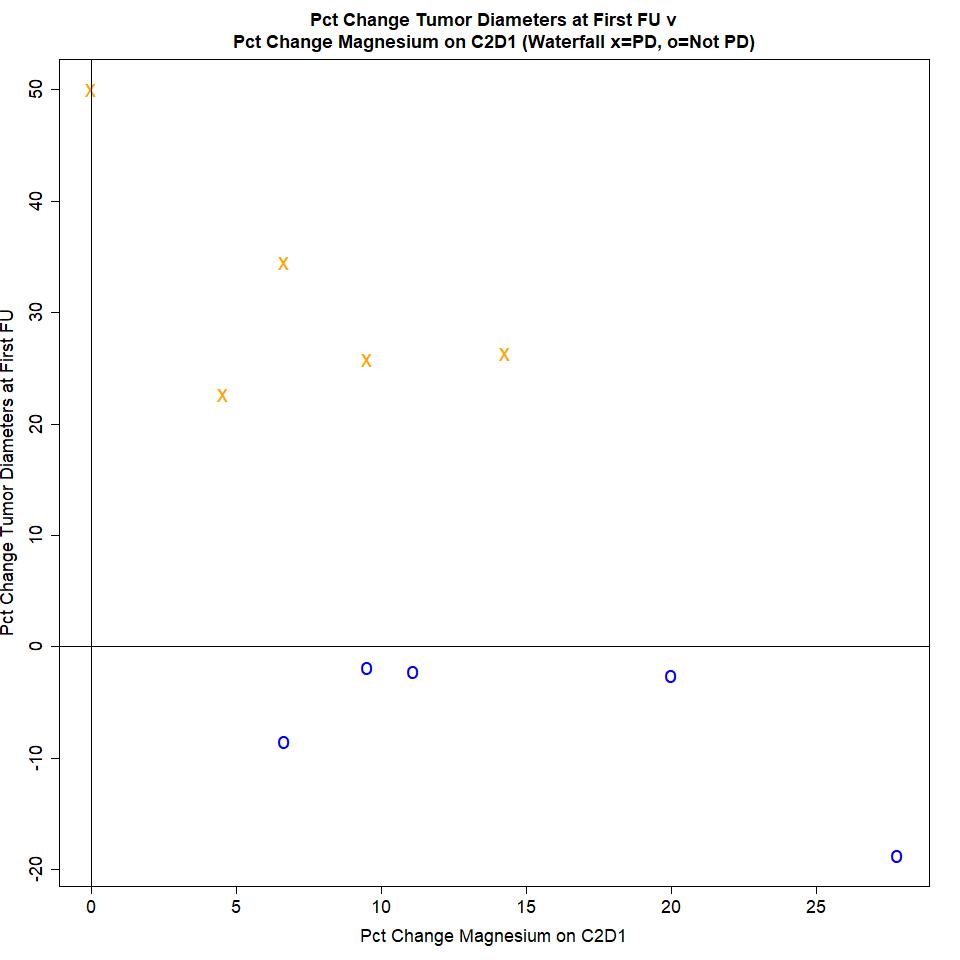 Pct Change Tumor Diameters at First FU v
Pct Change Magnesium on C2D1 (Waterfall x=PD, o=Not PD)
Pct Change Tumor Diameters at First FU
50
40
30
20
10
0
-10
-20
X
X
X
X
X
O
O
O
O
O
0 5 10 15 20 25
Pct Change Magnesium on C2D1